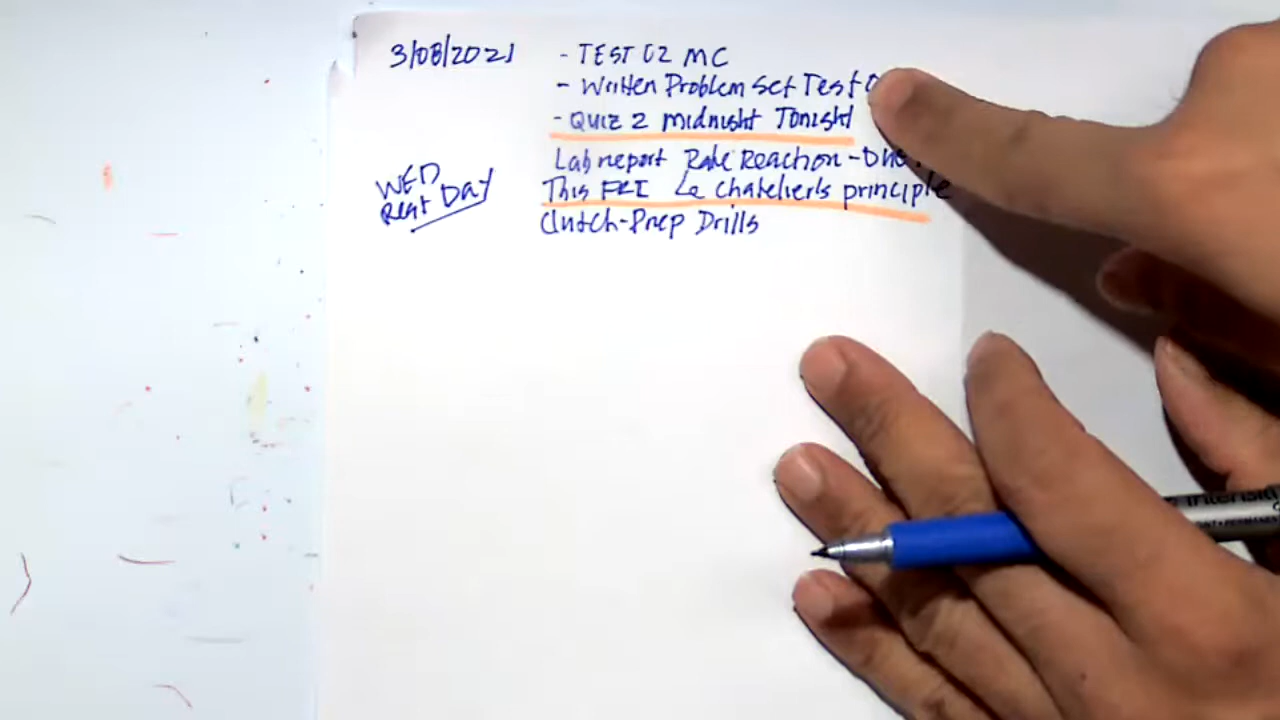 3/08/2021 - TEST 02 MC
- Written Problem Set Test
- Quiz 2 Midnight Tonight
Lab report Rate Reaction - Due
WED This FRI Le Chatelier's principle
Rest Day
Clutch-Prep Drills